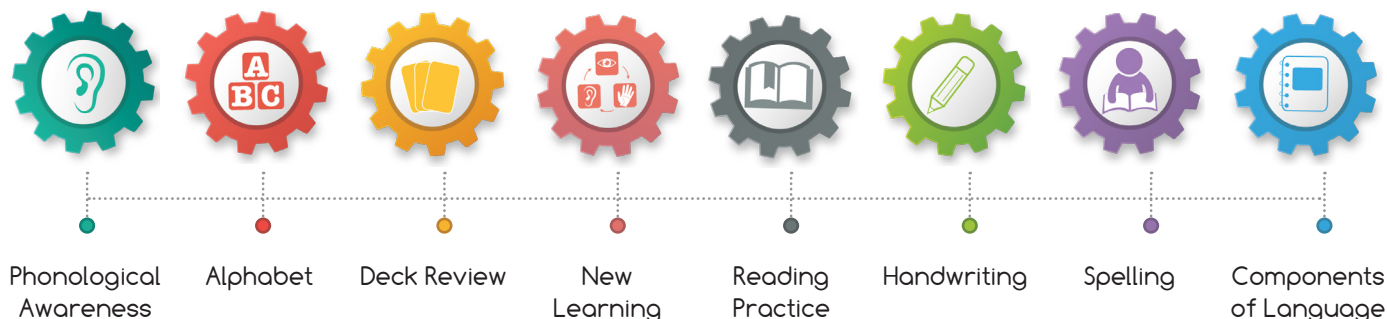 A
BC
Phonological
Awareness
Alphabet
Deck Review
New
Learning
Reading
Practice
Handwriting
Spelling
Components
of Language